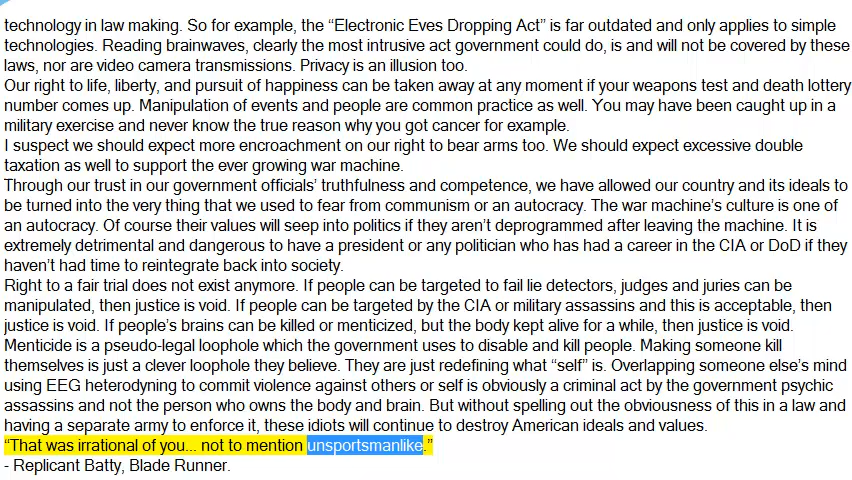 technology in law making. So for example, the “Electronic Eves Dropping Act” is far outdated and only applies to simple
technologies. Reading brainwaves, clearly the most intrusive act government could do, is and will not be covered by these
laws, nor are video camera transmissions. Privacy is an illusion too.
Our right to life, liberty, and pursuit of happiness can be taken away at any moment if your weapons test and death lottery
number comes up. Manipulation of events and people are common practice as well. You may have been caught up in a
military exercise and never know the true reason why you got cancer for example.
I suspect we should expect more encroachment on our right to bear arms too. We should expect excessive double
taxation as well to support the ever growing war machine.
Through our trust in our government officials’ truthfulness and competence, we have allowed our country and its ideals to
be turned into the very thing that we used to fear from communism or an autocracy. The war machine’s culture is one of
an autocracy. Of course their values will seep into politics if they aren’t deprogrammed after leaving the machine. It is
extremely detrimental and dangerous to have a president or any politician who has had a career in the CIA or DoD if they
haven’t had time to reintegrate back into society.
Right to a fair trial does not exist anymore. If people can be targeted to fail lie detectors, judges and juries can be
manipulated, then justice is void. If people can be targeted by the CIA or military assassins and this is acceptable, then
justice is void. If people’s brains can be killed or menticized, but the body kept alive for a while, then justice is void.
Menticide is a pseudo-legal loophole which the government uses to disable and kill people. Making someone kill
themselves is just a clever loophole they believe. They are just redefining what “self” is. Overlapping someone else’s mind
using EEG heterodyning to commit violence against others or self is obviously a criminal act by the government psychic
assassins and not the person who owns the body and brain. But without spelling out the obviousness of this in a law and
having a separate army to enforce it, these idiots will continue to destroy American ideals and values.
“That was irrational of you... not to mention unsportsmanlike.”
- Replicant Batty, Blade Runner.